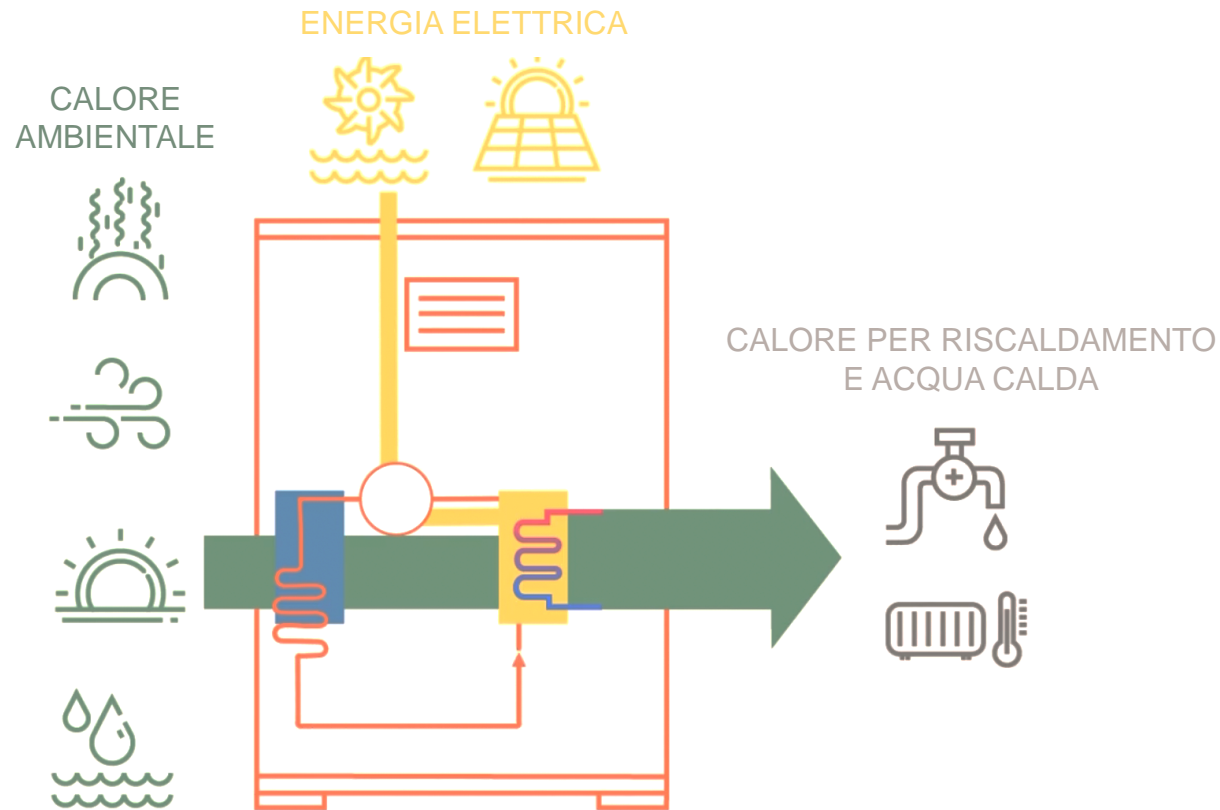 ENERGIA ELETTRICA
CALORE
AMBIENTALE
CALORE PER RISCALDAMENTO
E ACQUA CALDA